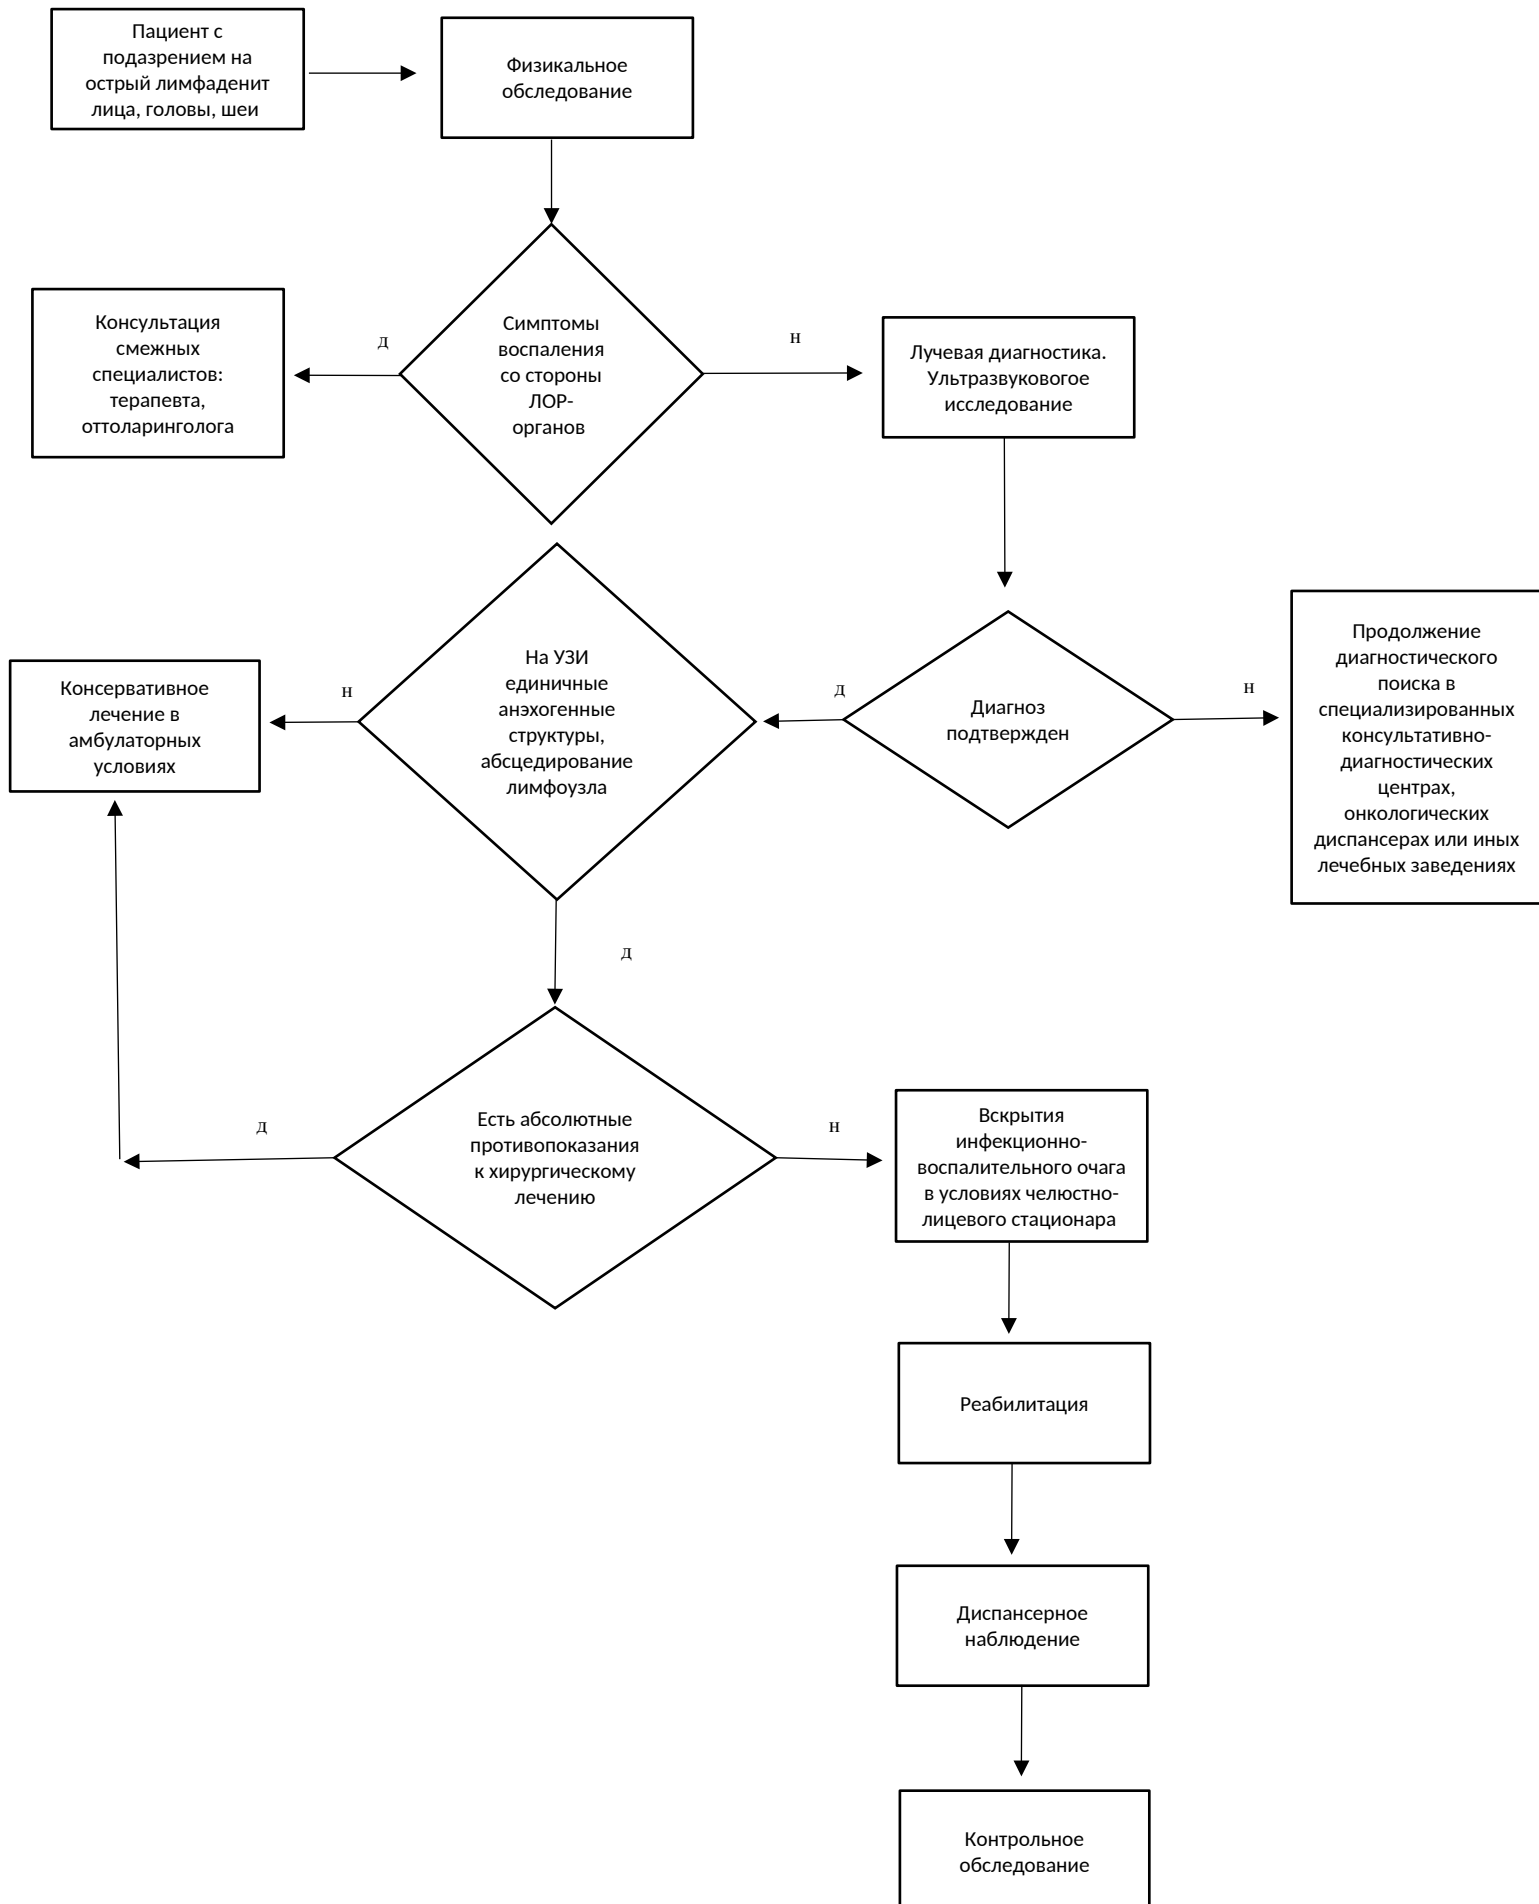 Пациент с
подазрением на
острый лимфаденит
лица, головы, шеи
Физикальное
обследование
Симптомы
воспаления
со стороны
ЛОР-
органов
д
н
Консультация
смежных
специалистов:
терапевта,
оттоларинголога
Лучевая диагностика.
Ультразвуковогое
исследование
Диагноз
подтвержден
д
н
Продолжение
диагностического
поиска в
специализированных
консультативно-
диагностических
центрах,
онкологических
диспансерах или иных
лечебных заведениях
На УЗИ
единичные
анэхогенные
структуры,
абсцедирование
лимфоузла
н
Консервативное
лечение в
амбулаторных
условиях
д
Есть абсолютные
противопоказания
к хирургическому
лечению
д
н
Вскрытия
инфекционно-
воспалительного очага
в условиях челюстно-
лицевого стационара
Реабилитация
Диспансерное
наблюдение
Контрольное
обследование